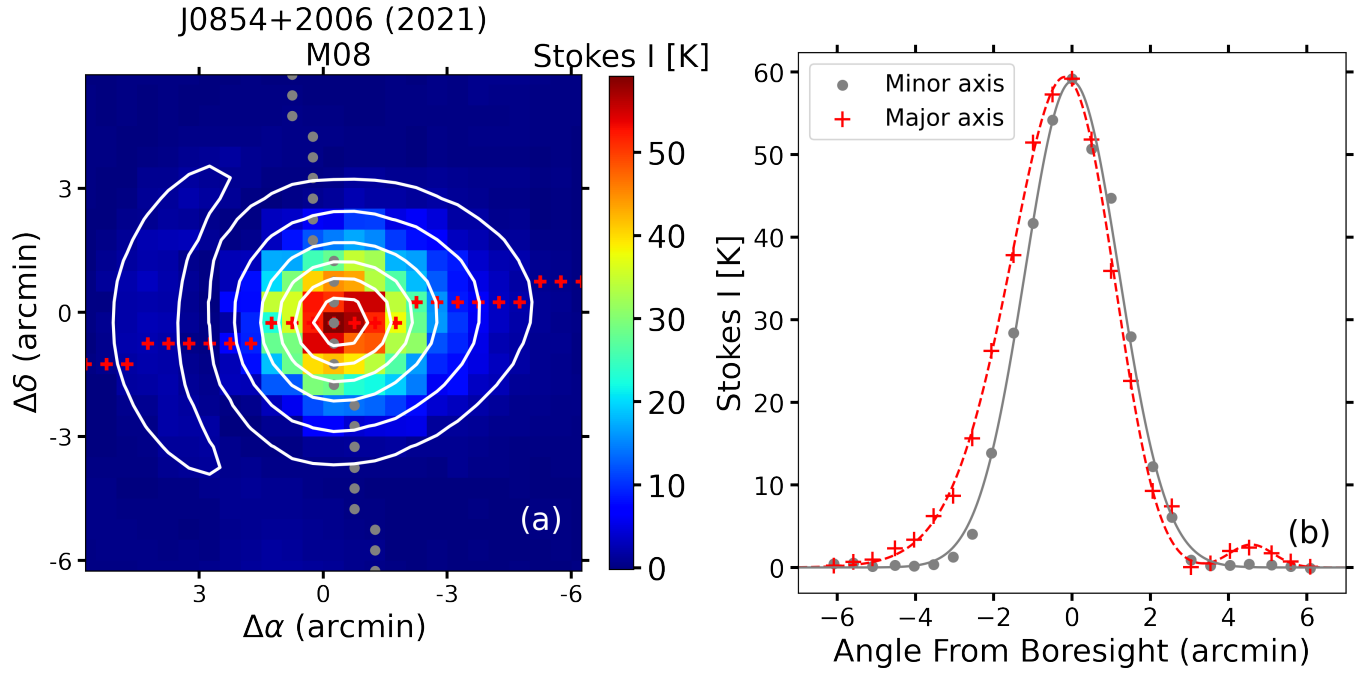 J0854+2006 (2021)
M08
Stokes I [K]
3
0
-3
-6
Δδ (arcmin)
3
0
-3
-6
Δα (arcmin)
(a)
50
40
30
20
10
0
Minor axis
Major axis
60
50
40
30
20
10
0
Stokes I [K]
−6
−4
−2
0
2
4
6
Angle From Boresight (arcmin)
(b)